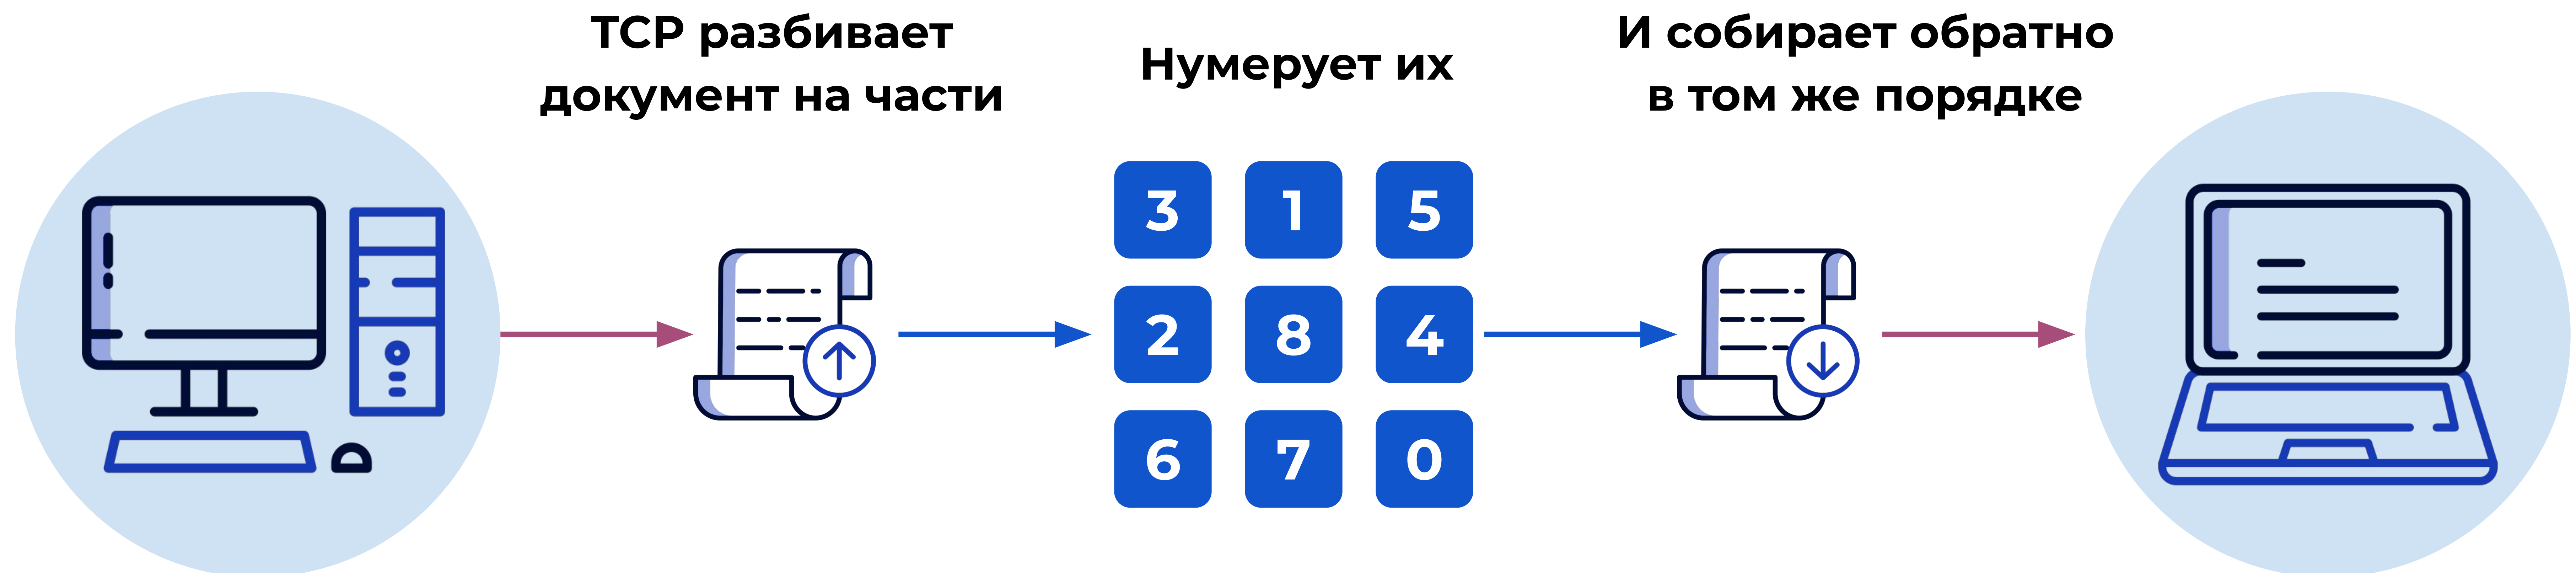 TCP разбивает
документ на части
Нумерует их
И собирает обратно
в том же порядке
3 1 5
2 8 4
6 7 0